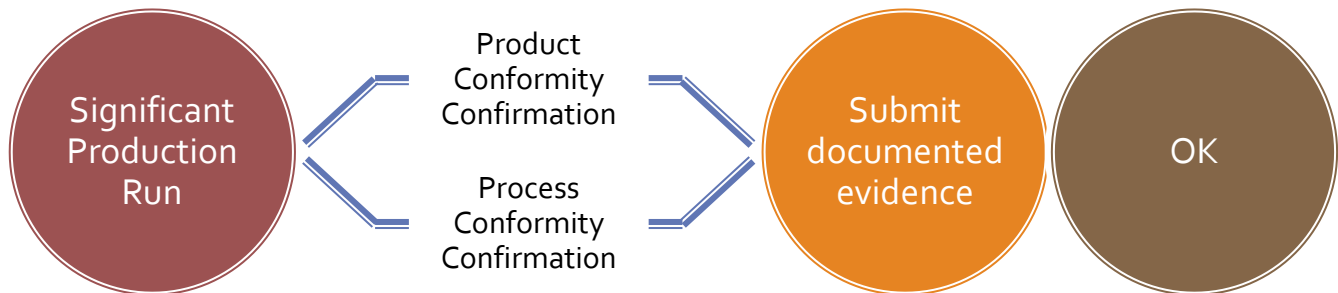 Significant
Production
Run
Product
Conformity
Confirmation
Process
Conformity
Confirmation
Submit
documented
evidence
OK